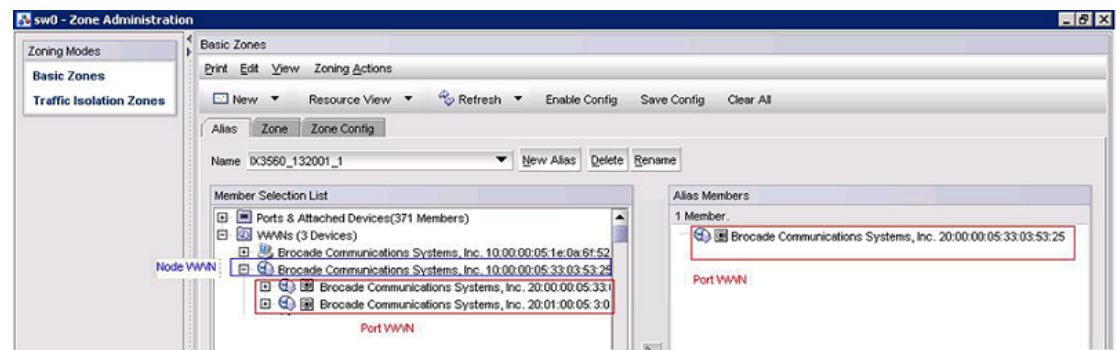 sw0 - Zone Administration
Zoning Modes
Basic Zones
Traffic Isolation Zones
Basic Zones
Print Edit View Zoning Actions
New Resource View Refresh Enable Config Save Config Clear All
Alias Zone Zone Config
Name IX3560_132001_1 New Alias Delete Rename
Member Selection List
Ports & Attached Devices(371 Members)
WWNs (3 Devices)
Brocade Communications Systems, Inc. 10:00:00:05:1e:0a:6f:52
Node WWN
Brocade Communications Systems, Inc. 10:00:00:05:33:03:53:25
Brocade Communications Systems, Inc. 20:00:00:05:33:
Brocade Communications Systems, Inc. 20:01:00:05:3:0
Port WWN
Alias Members
1 Member.
Brocade Communications Systems, Inc. 20:00:00:05:33:03:53:25
Port WWN